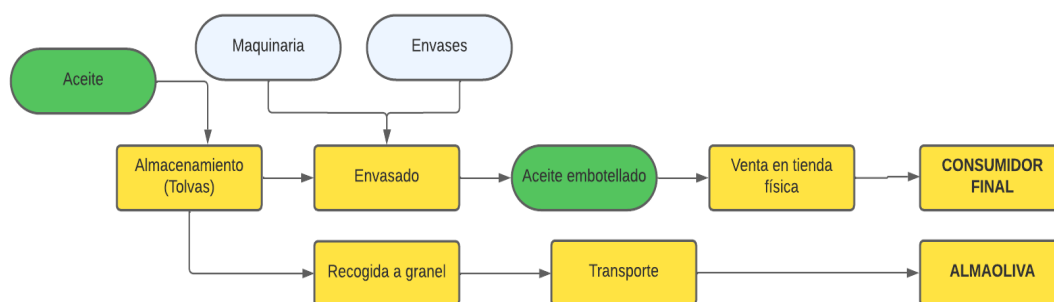 Maquinaria
Envases
Aceite
Almacenamiento
(Tolvas)
Envasado
Aceite embotellado
Venta en tienda
física
CONSUMIDOR
FINAL
Recogida a granel
Transporte
ALMAOLIVA